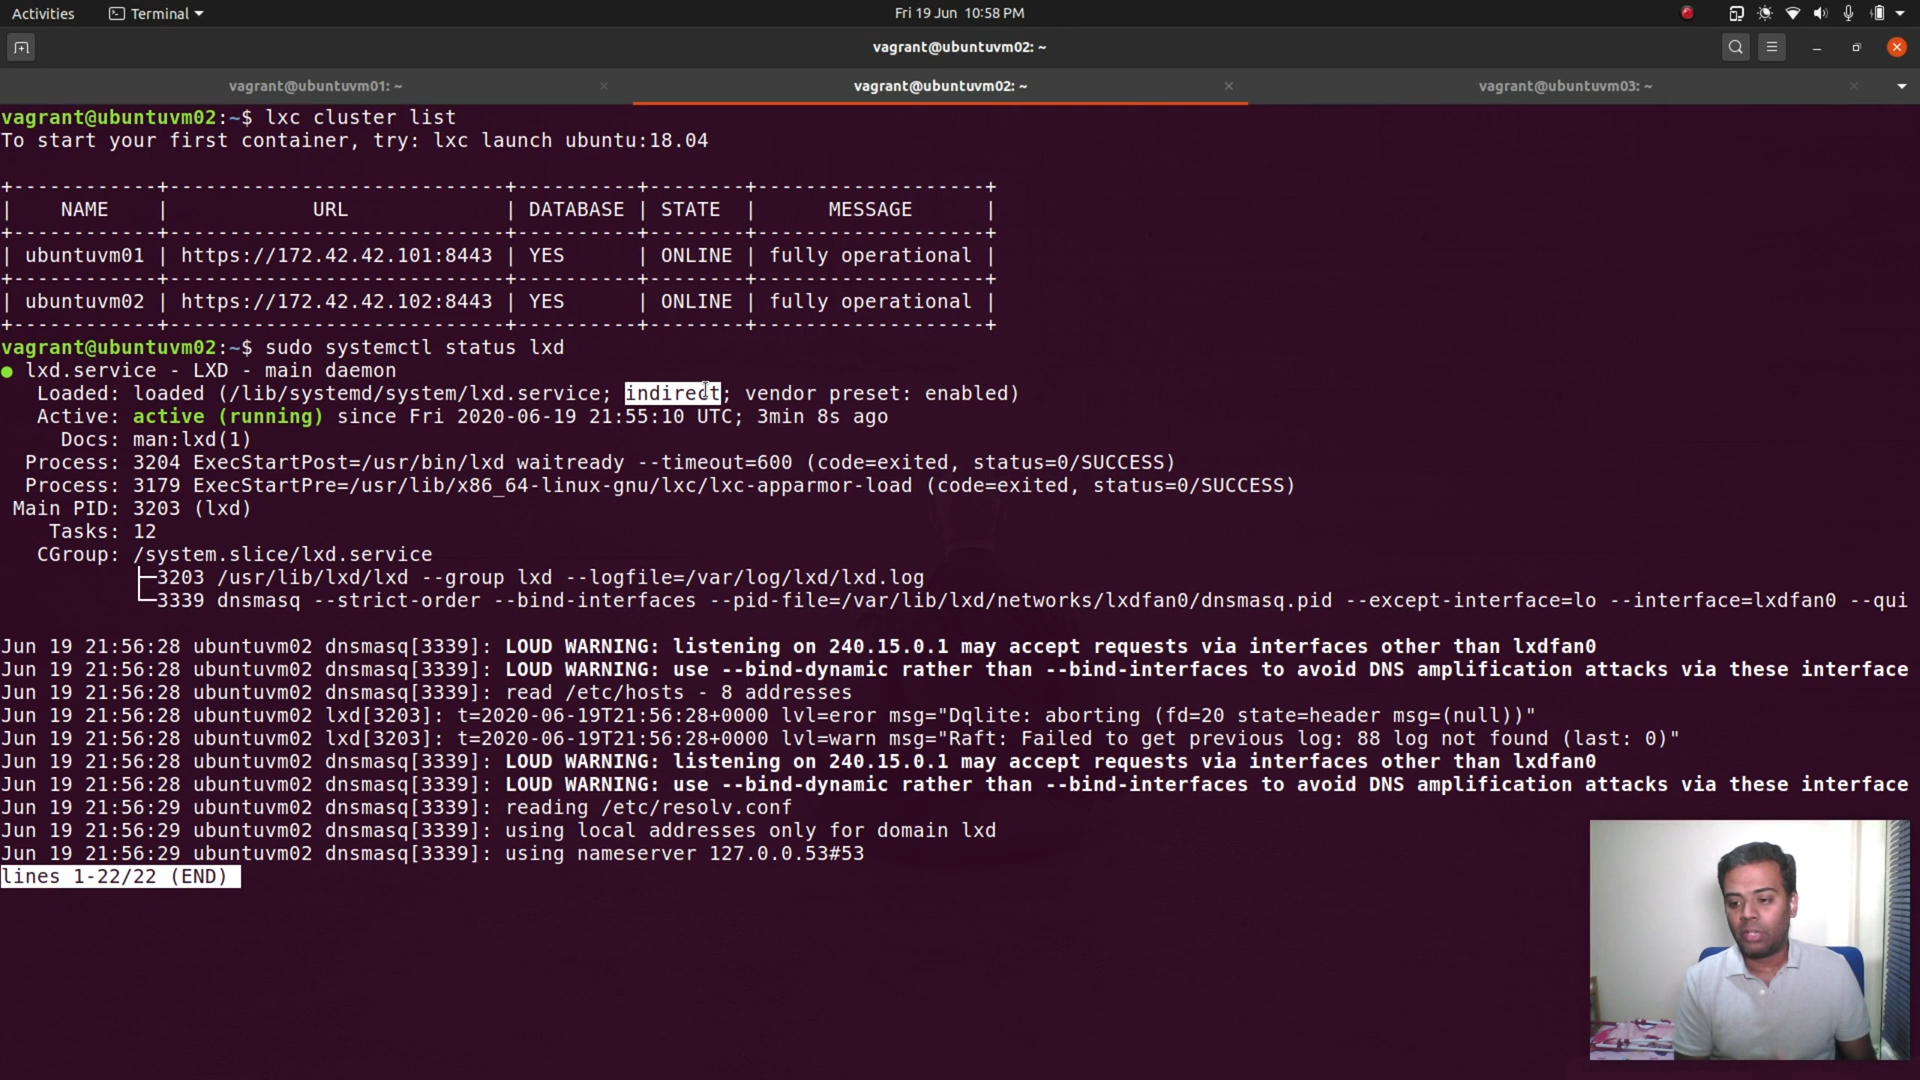 Activities
Terminal
Fri 19 Jun 10:58 PM
vagrant@ubuntuvm02: ~
vagrant@ubuntuvm01: ~
vagrant@ubuntuvm02: ~
vagrant@ubuntuvm03: ~
vagrant@ubuntuvm02:~$ lxc cluster list
To start your first container, try: lxc launch ubuntu:18.04
+------------+----------------------------+----------+--------+-------------------+
| NAME | URL | DATABASE | STATE | MESSAGE |
+------------+----------------------------+----------+--------+-------------------+
| ubuntuvm01 | https://172.42.42.101:8443 | YES | ONLINE | fully operational |
+------------+----------------------------+----------+--------+-------------------+
| ubuntuvm02 | https://172.42.42.102:8443 | YES | ONLINE | fully operational |
+------------+----------------------------+----------+--------+-------------------+
vagrant@ubuntuvm02:~$ sudo systemctl status lxd
● lxd.service - LXD - main daemon
Loaded: loaded (/lib/systemd/system/lxd.service; indirect; vendor preset: enabled)
Active: active (running) since Fri 2020-06-19 21:55:10 UTC; 3min 8s ago
Docs: man:lxd(1)
Process: 3204 ExecStartPost=/usr/bin/lxd waitready --timeout=600 (code=exited, status=0/SUCCESS)
Process: 3179 ExecStartPre=/usr/lib/x86_64-linux-gnu/lxc/lxc-apparmor-load (code=exited, status=0/SUCCESS)
Main PID: 3203 (lxd)
Tasks: 12
CGroup: /system.slice/lxd.service
├─3203 /usr/lib/lxd/lxd --group lxd --logfile=/var/log/lxd/lxd.log
└─3339 dnsmasq --strict-order --bind-interfaces --pid-file=/var/lib/lxd/networks/lxdfan0/dnsmasq.pid --except-interface=lo --interface=lxdfan0 --qui
Jun 19 21:56:28 ubuntuvm02 dnsmasq[3339]: LOUD WARNING: listening on 240.15.0.1 may accept requests via interfaces other than lxdfan0
Jun 19 21:56:28 ubuntuvm02 dnsmasq[3339]: LOUD WARNING: use --bind-dynamic rather than --bind-interfaces to avoid DNS amplification attacks via these interface
Jun 19 21:56:28 ubuntuvm02 dnsmasq[3339]: read /etc/hosts - 8 addresses
Jun 19 21:56:28 ubuntuvm02 lxd[3203]: t=2020-06-19T21:56:28+0000 lvl=eror msg="Dqlite: aborting (fd=20 state=header msg=(null))"
Jun 19 21:56:28 ubuntuvm02 lxd[3203]: t=2020-06-19T21:56:28+0000 lvl=warn msg="Raft: Failed to get previous log: 88 log not found (last: 0)"
Jun 19 21:56:28 ubuntuvm02 dnsmasq[3339]: LOUD WARNING: listening on 240.15.0.1 may accept requests via interfaces other than lxdfan0
Jun 19 21:56:28 ubuntuvm02 dnsmasq[3339]: LOUD WARNING: use --bind-dynamic rather than --bind-interfaces to avoid DNS amplification attacks via these interface
Jun 19 21:56:29 ubuntuvm02 dnsmasq[3339]: reading /etc/resolv.conf
Jun 19 21:56:29 ubuntuvm02 dnsmasq[3339]: using local addresses only for domain lxd
Jun 19 21:56:29 ubuntuvm02 dnsmasq[3339]: using nameserver 127.0.0.53#53
lines 1-22/22 (END)